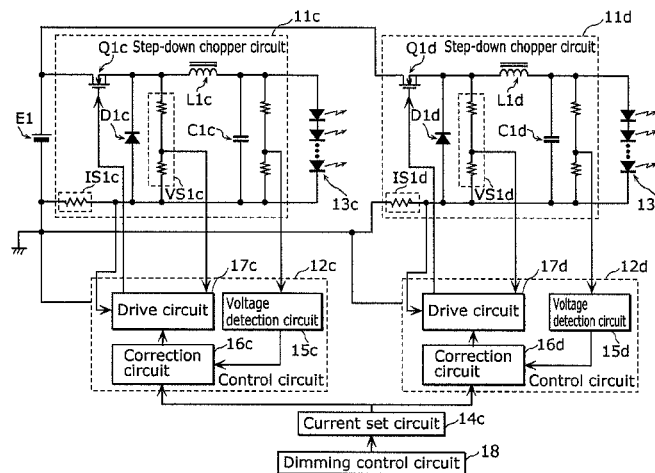 11c
11d
Q1c
Step-down chopper circuit
Q1d
Step-down chopper circuit
E1
D1c
L1c
C1c
D1d
L1d
C1d
IS1c
VS1c
13c
IS1d
VS1d
13
17c
12c
17d
12d
Drive circuit
Voltage detection circuit
Drive circuit
Voltage detection circuit
16c
15c
16d
15d
Correction circuit
Control circuit
Correction circuit
Control circuit
Current set circuit
14c
Dimming control circuit
18